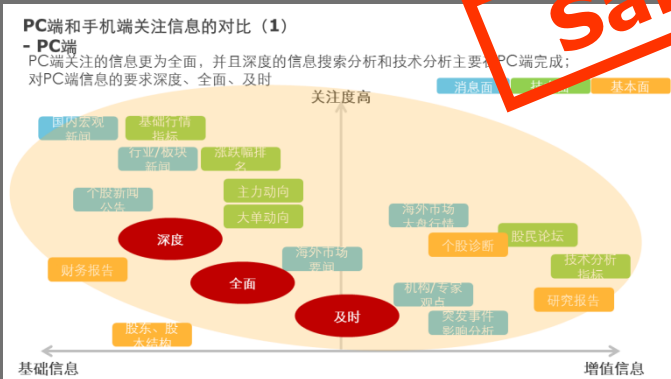 PC端和手机端关注信息的对比（1）
- PC端
PC端关注的信息更为全面，并且深度的信息搜索分析和技术分析主要在PC端完成；
对PC端信息的要求深度、全面、及时
消息面
基本面
关注度高
国内宏观
新闻
基础行情
指标
行业/板块
新闻
涨跌幅排
名
个股新闻
公告
主力动向
大单动向
海外市场
大盘行情
深度
个股诊断
股民论坛
海外市场
要闻
财务报告
全面
技术分析
指标
机构/专家
观点
研究报告
及时
突发事件
影响分析
股东、股
本结构
基础信息
增值信息